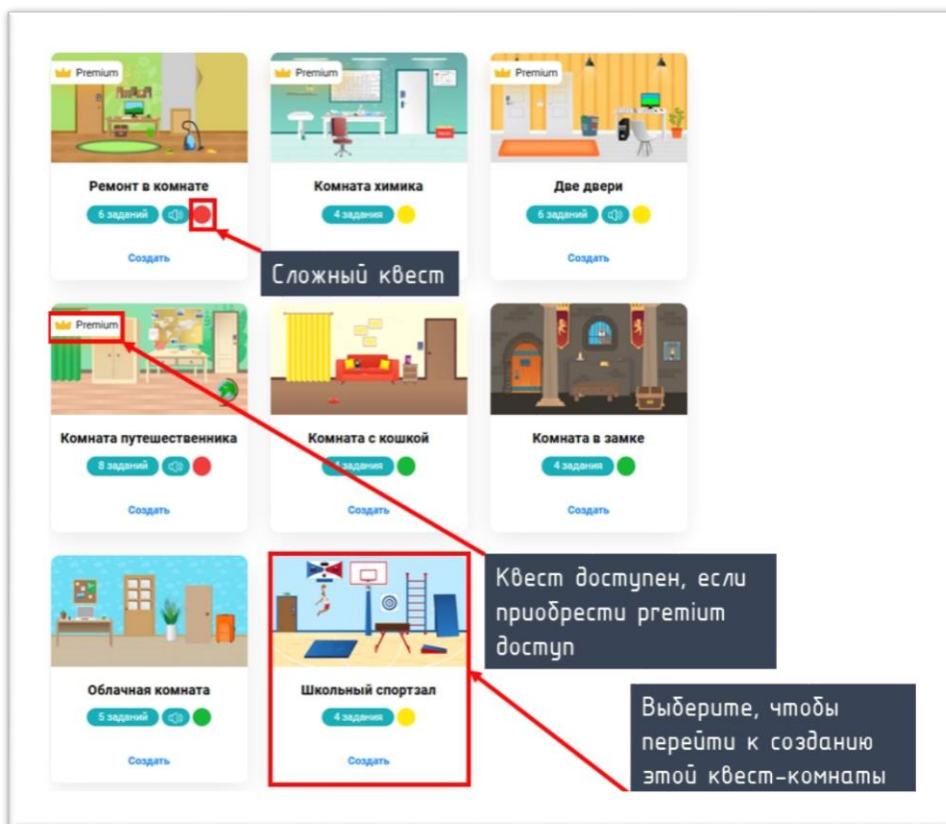 Premium
Premium
Premium
Ремонт в комнате
Комната химика
Две двери
6 заданий
4 задания
6 заданий
Создать
Создать
Сложный квест
Premium
Комната путешественника
Комната с кошкой
Комната в замке
8 заданий
4 задания
4 задания
Создать
Создать
Создать
Квест доступен, если
приобрести premium
доступ
Облачная комната
Школьный спортзал
5 заданий
4 задания
Создать
Создать
Выберите, чтобы
перейти к созданию
этой квест-комнаты